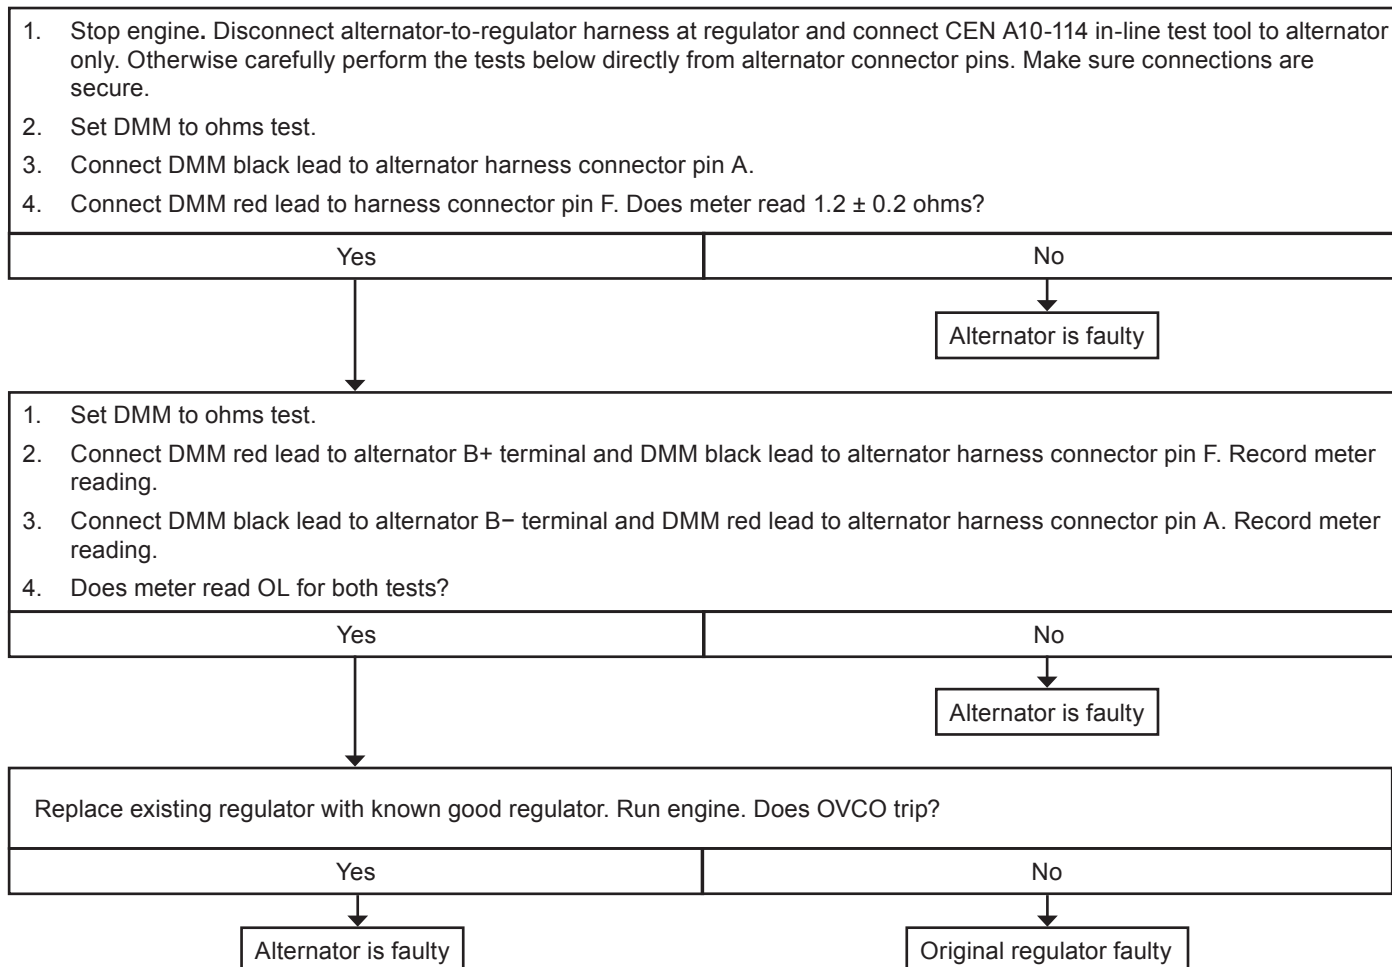 1. Stop engine. Disconnect alternator-to-regulator harness at regulator and connect CEN A10-114 in-line test tool to alternator
only. Otherwise carefully perform the tests below directly from alternator connector pins. Make sure connections are
secure.
2. Set DMM to ohms test.
3. Connect DMM black lead to alternator harness connector pin A.
4. Connect DMM red lead to harness connector pin F. Does meter read 1.2 ± 0.2 ohms?
Yes
No
Alternator is faulty
1. Set DMM to ohms test.
2. Connect DMM red lead to alternator B+ terminal and DMM black lead to alternator harness connector pin F. Record meter
reading.
3. Connect DMM black lead to alternator B− terminal and DMM red lead to alternator harness connector pin A. Record meter
reading.
4. Does meter read OL for both tests?
Yes
No
Alternator is faulty
Replace existing regulator with known good regulator. Run engine. Does OVCO trip?
Yes
No
Alternator is faulty
Original regulator faulty